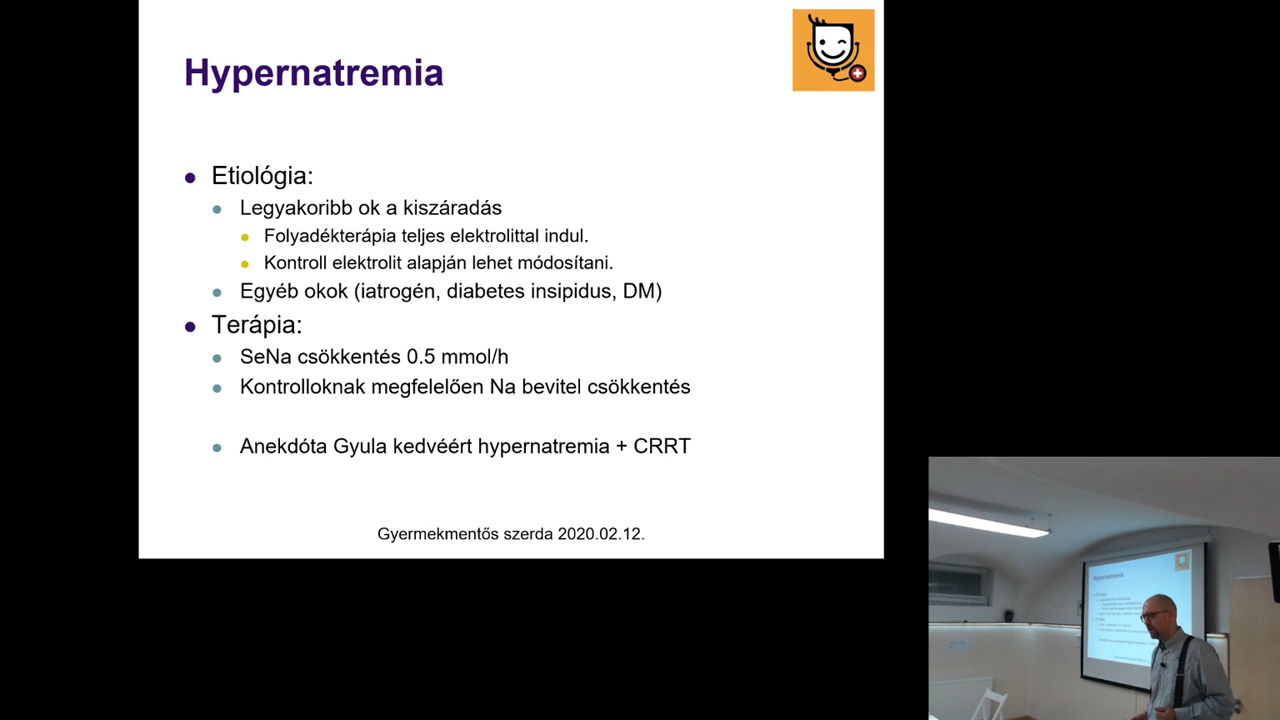 Hypernatremia
Etiológia:
Legyakoribb ok a kiszáradás
Folyadékterápia teljes elektrolittal indul.
Kontroll elektrolit alapján lehet módosítani.
Egyéb okok (iatrogén, diabetes insipidus, DM)
Terápia:
SeNa csökkentés 0.5 mmol/h
Kontrolloknak megfelelően Na bevitel csökkentés
Anekdóta Gyula kedvéért hypernatremia + CRRT
Gyermekmentős szerda 2020.02.12.
Hypernatremia